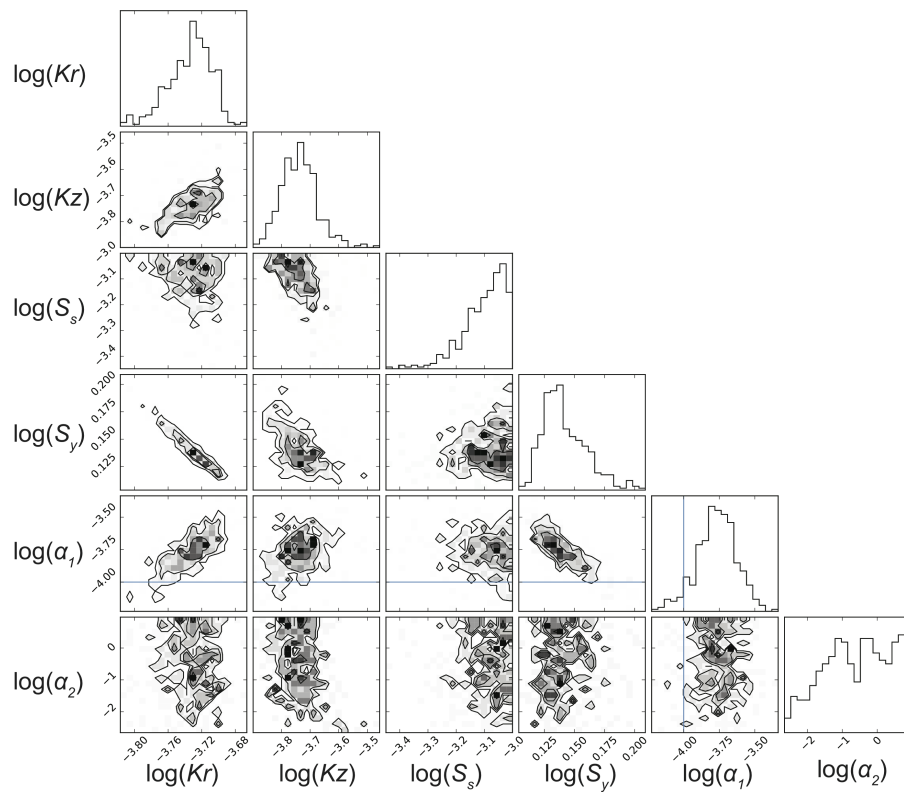 log(Kr)
−3.5
−3.6
−3.7
−3.8
−3.0
log(Kz)
−3.1
−3.2
−3.3
−3.4
log(Ss)
0.200
0.175
0.150
0.125
log(Sy)
−3.50
−3.75
−4.00
log(α1)
0
−1
−2
log(α2)
−3.80 −3.76 −3.72 −3.68
−3.8 −3.7 −3.6 −3.5
−3.4 −3.3 −3.2 −3.1 −3.0
0.125 0.150 0.175 0.200
−4.00 −3.75 −3.50
−2 −1 0
log(Kr) log(Kz) log(Ss) log(Sy) log(α1) log(α2)